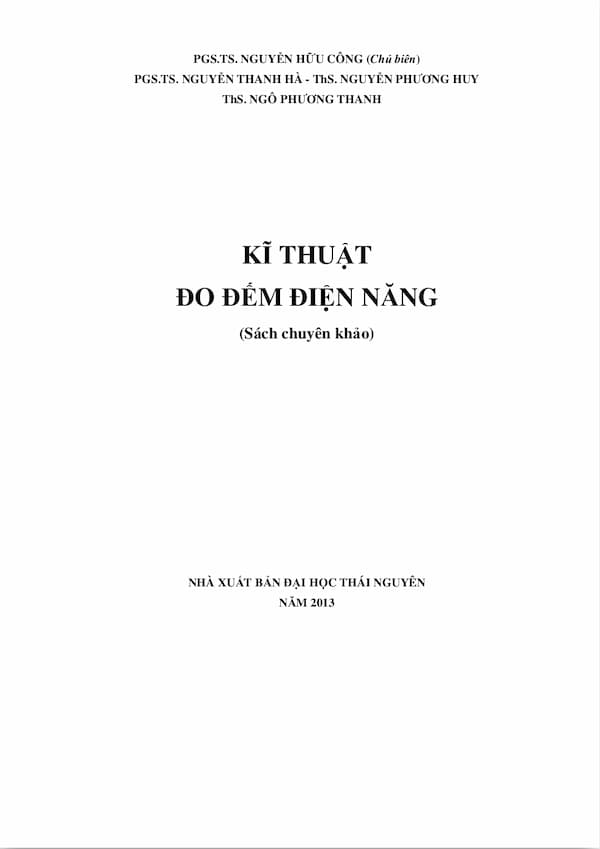 PGS.TS. NGUYỄN HỮU CÔNG (Chủ biên)
PGS.TS. NGUYỄN THANH HÀ - ThS. NGUYỄN PHƯƠNG HUY
ThS. NGÔ PHƯƠNG THANH
KĨ THUẬT
ĐO ĐẾM ĐIỆN NĂNG
(Sách chuyên khảo)
NHÀ XUẤT BẢN ĐẠI HỌC THÁI NGUYÊN
NĂM 2013